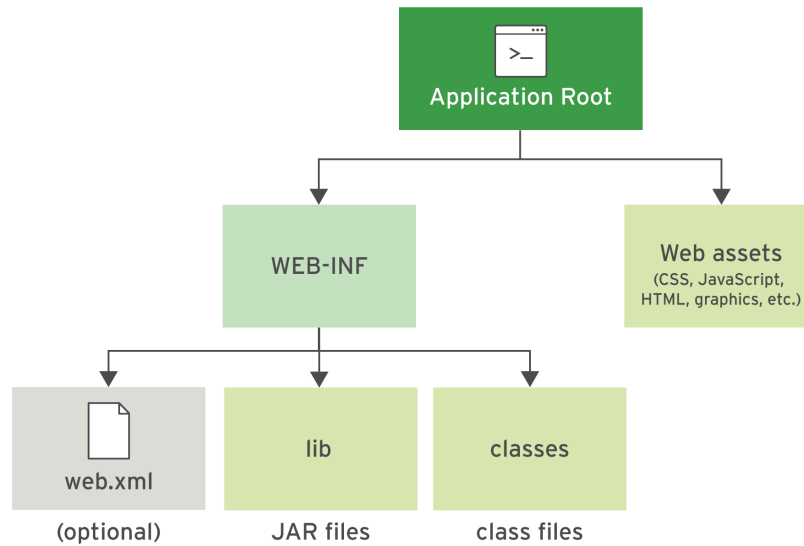 >_
Application Root
WEB-INF
Web assets
(CSS, JavaScript,
HTML, graphics, etc.)
web.xml
lib
classes
(optional)
JAR files
class files